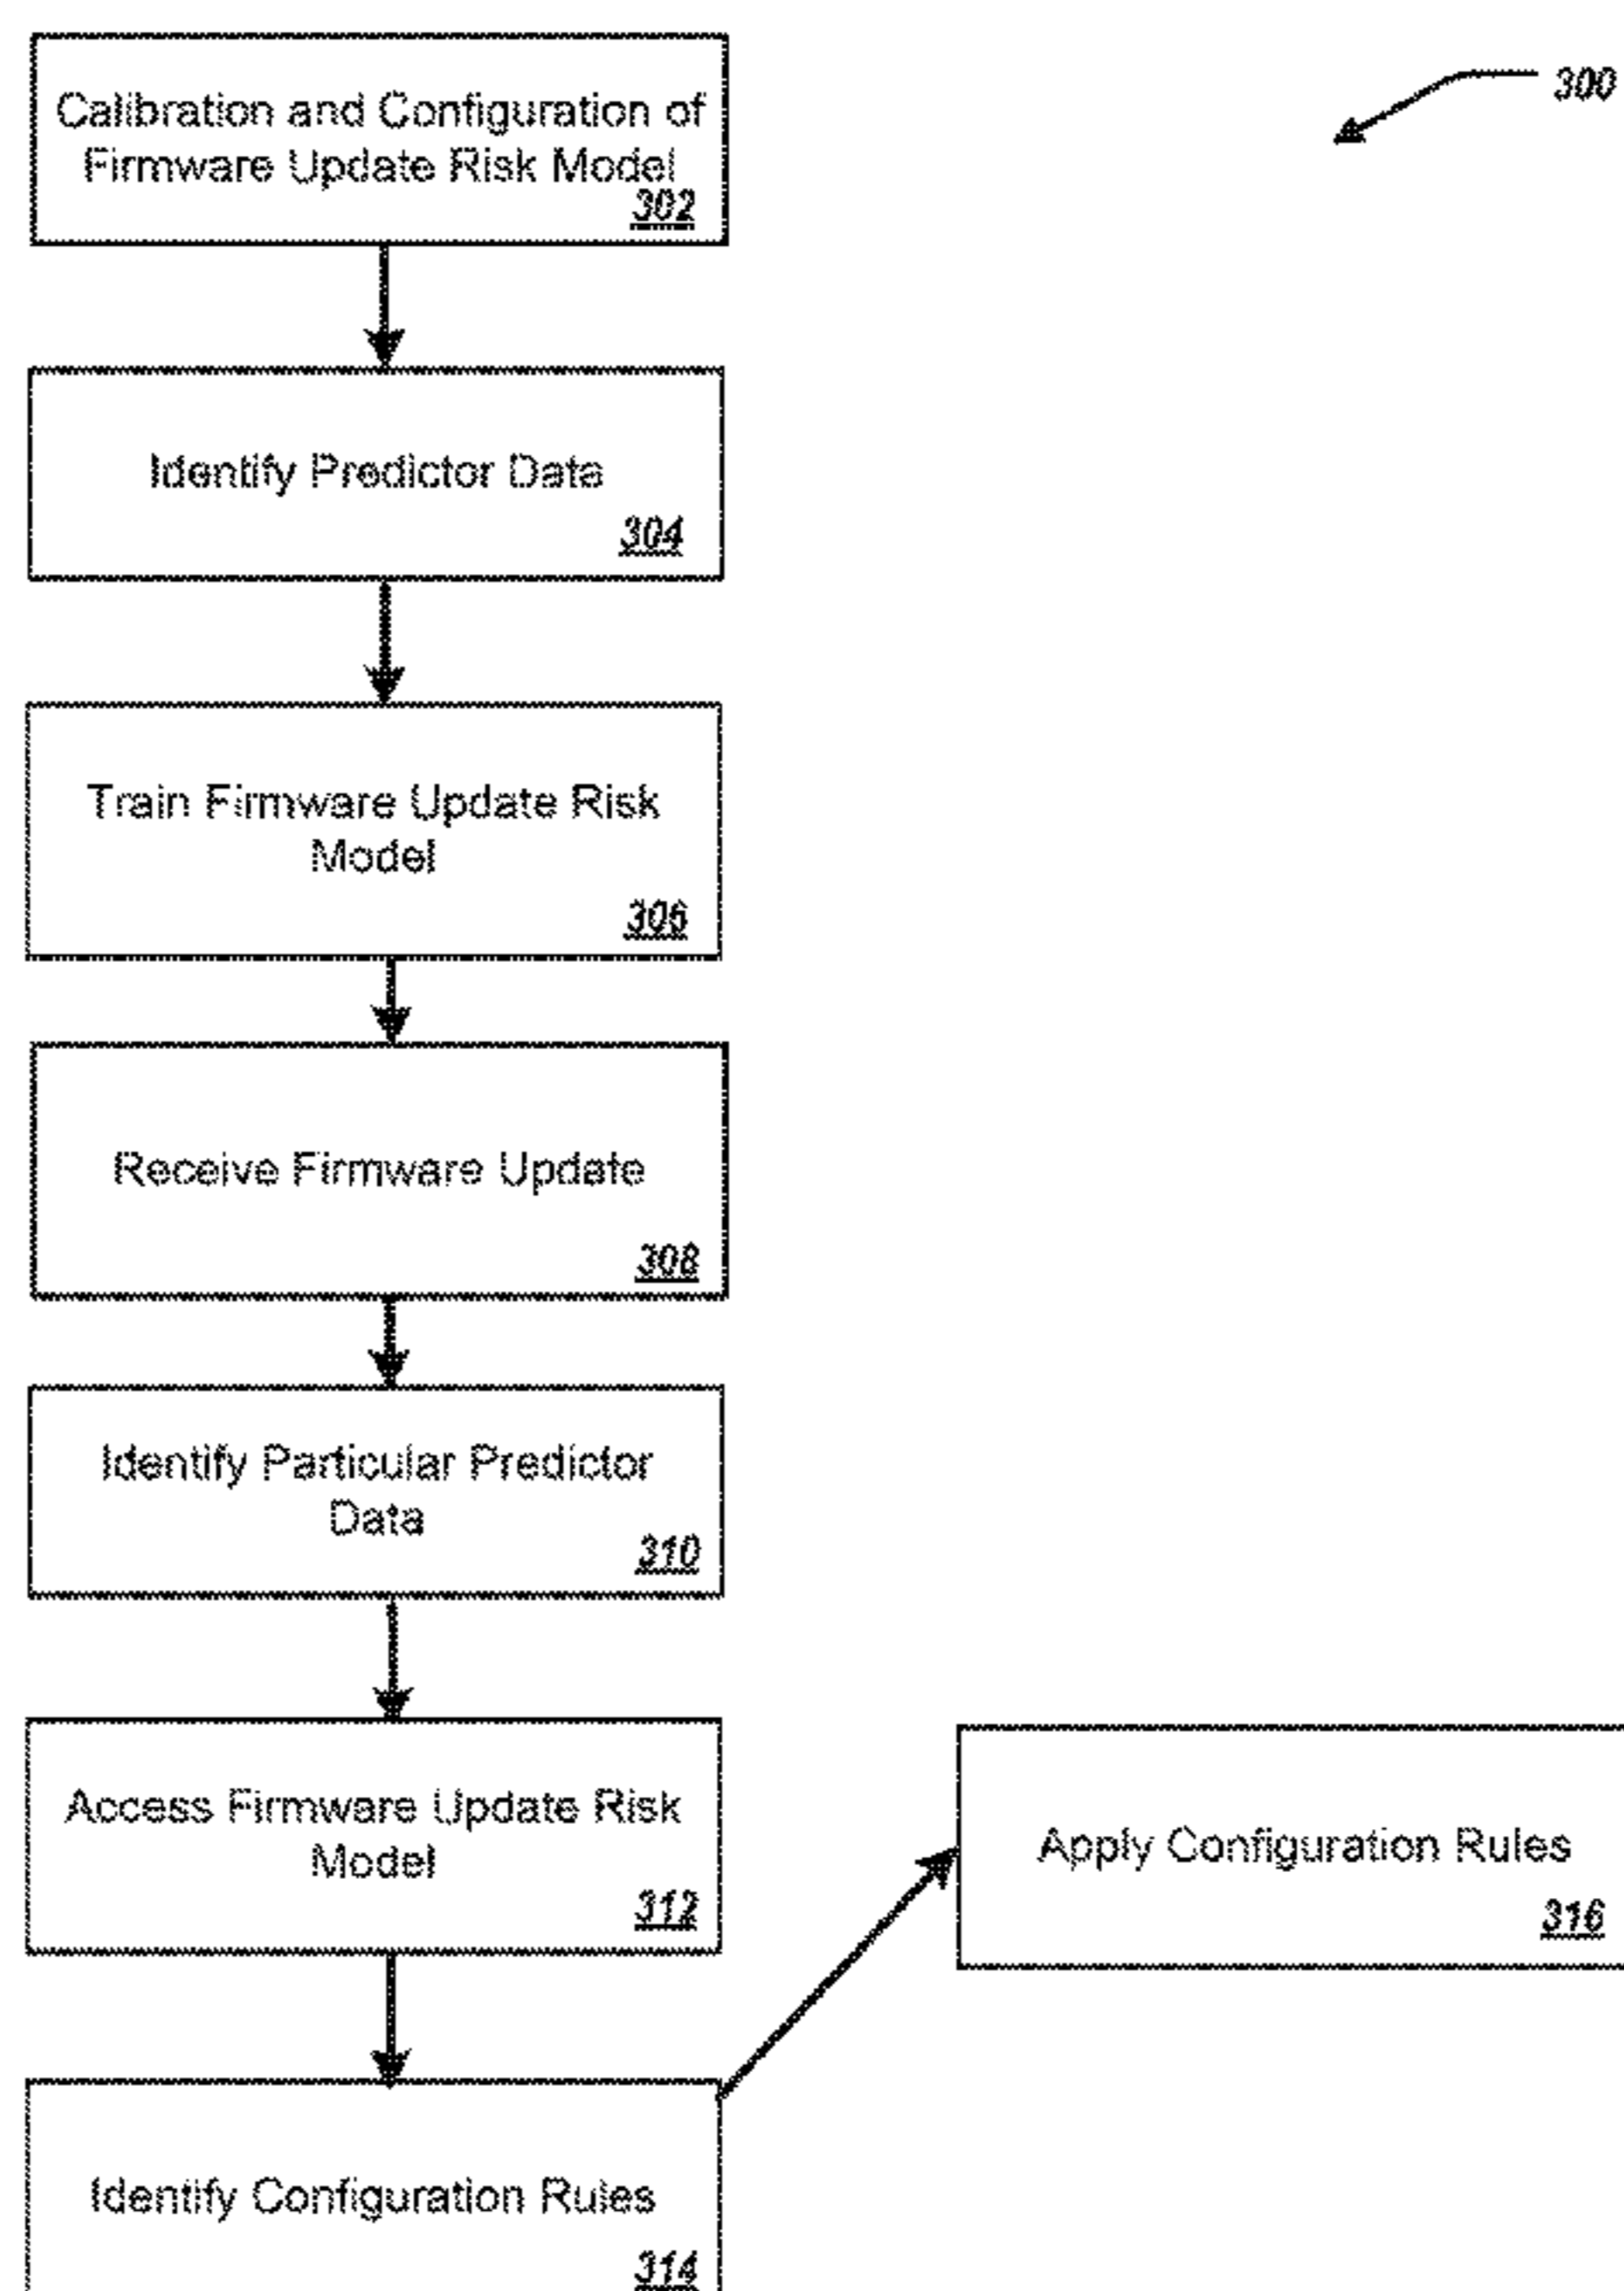 300
Calibration and Configuration of
Firmware Update Risk Model
302
Identify Predictor Data
304
Train Firmware Update Risk
Model
306
Receive Firmware Update
308
Identify Particular Predictor
Data
310
Access Firmware Update Risk
Model
312
Apply Configuration Rules
316
Identify Configuration Rules
314